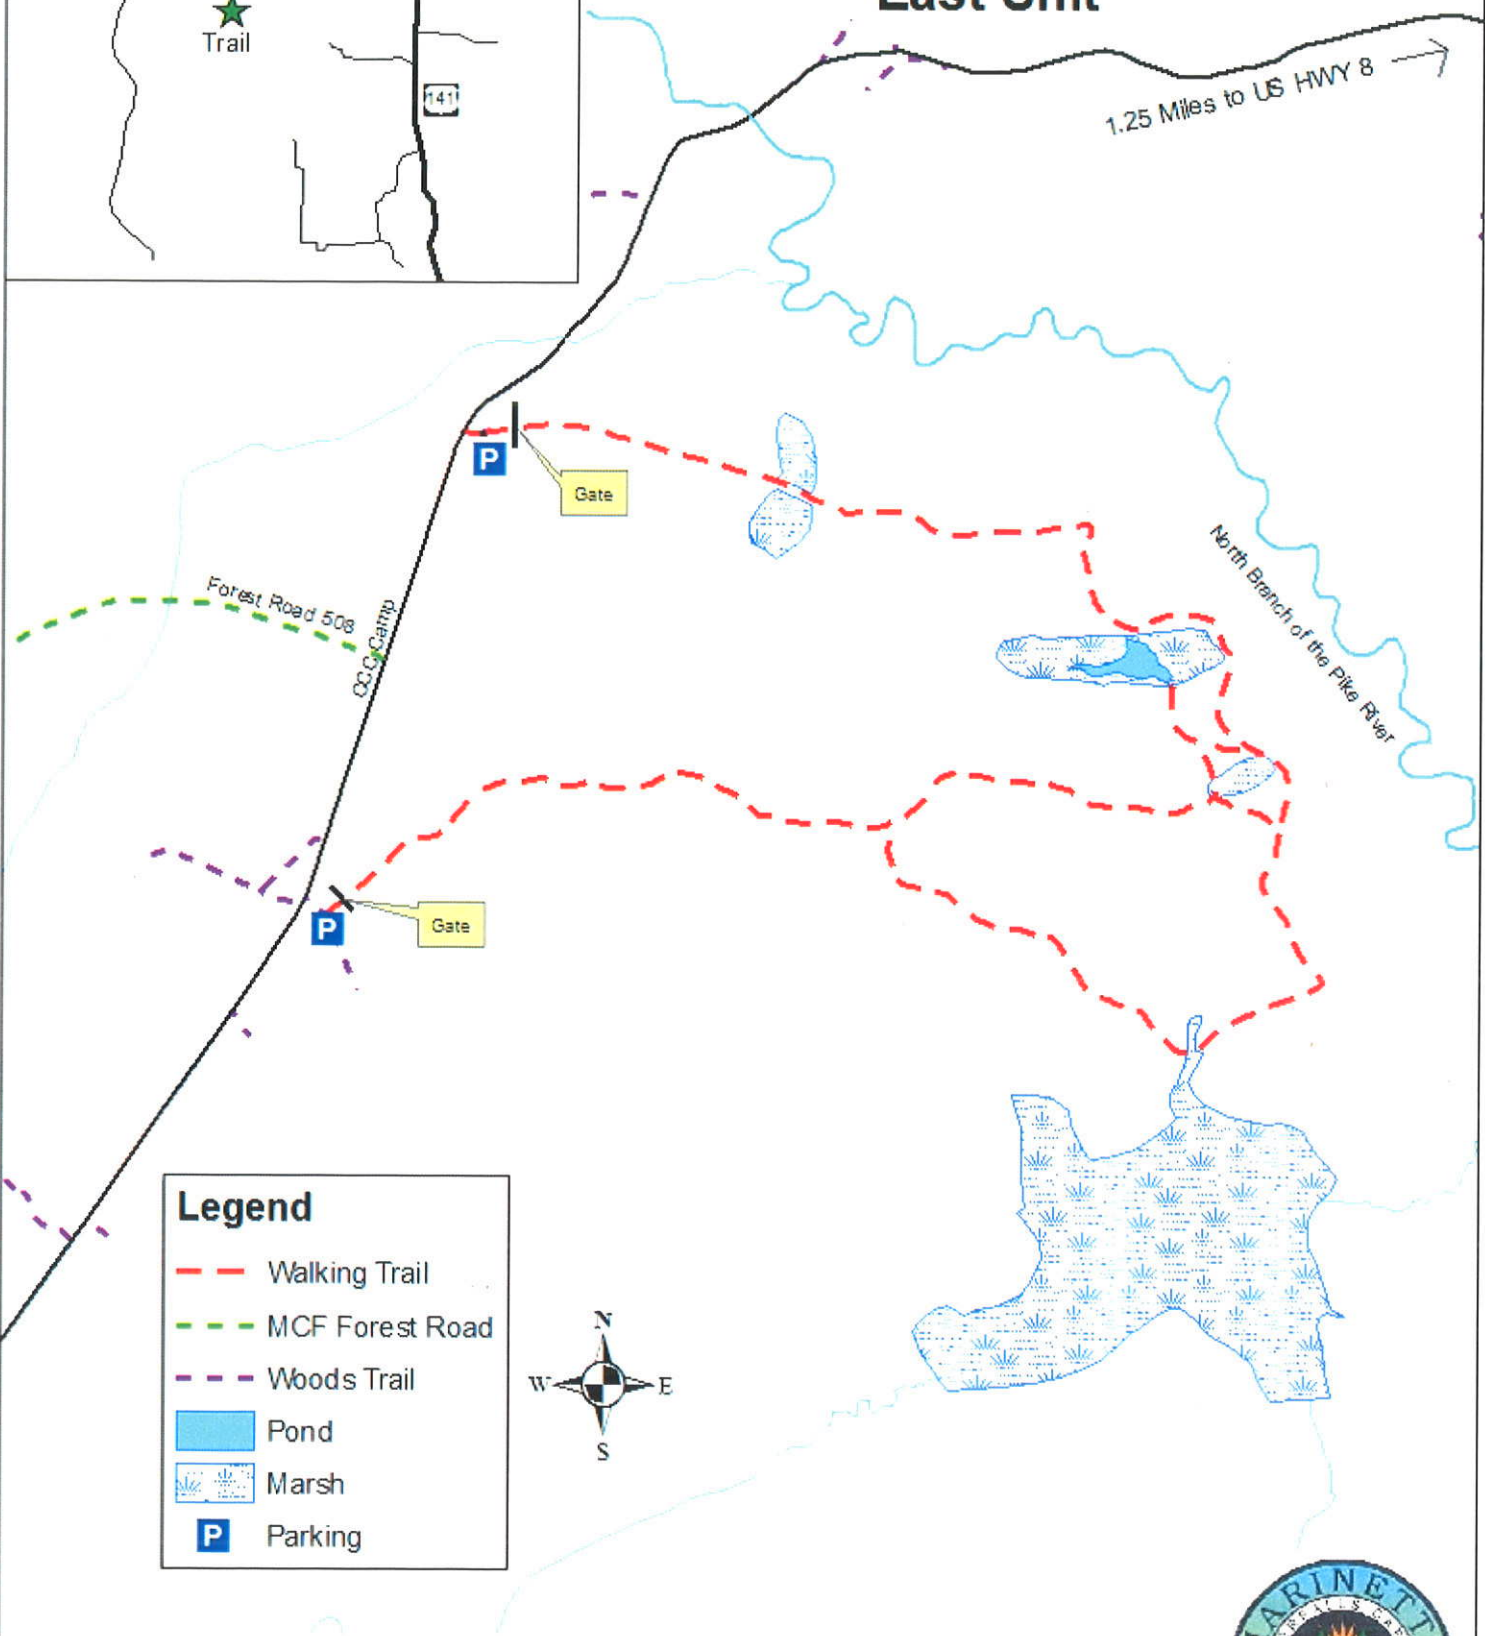 East Unit
Trail
141
1.25 Miles to US HWY 8
P
Gate
Forest Road 508
CCC Camp
North Branch of the Pike River
P
Gate
Legend
Walking Trail
MCF Forest Road
Woods Trail
Pond
Marsh
P Parking
N
W E
S
ARINETT